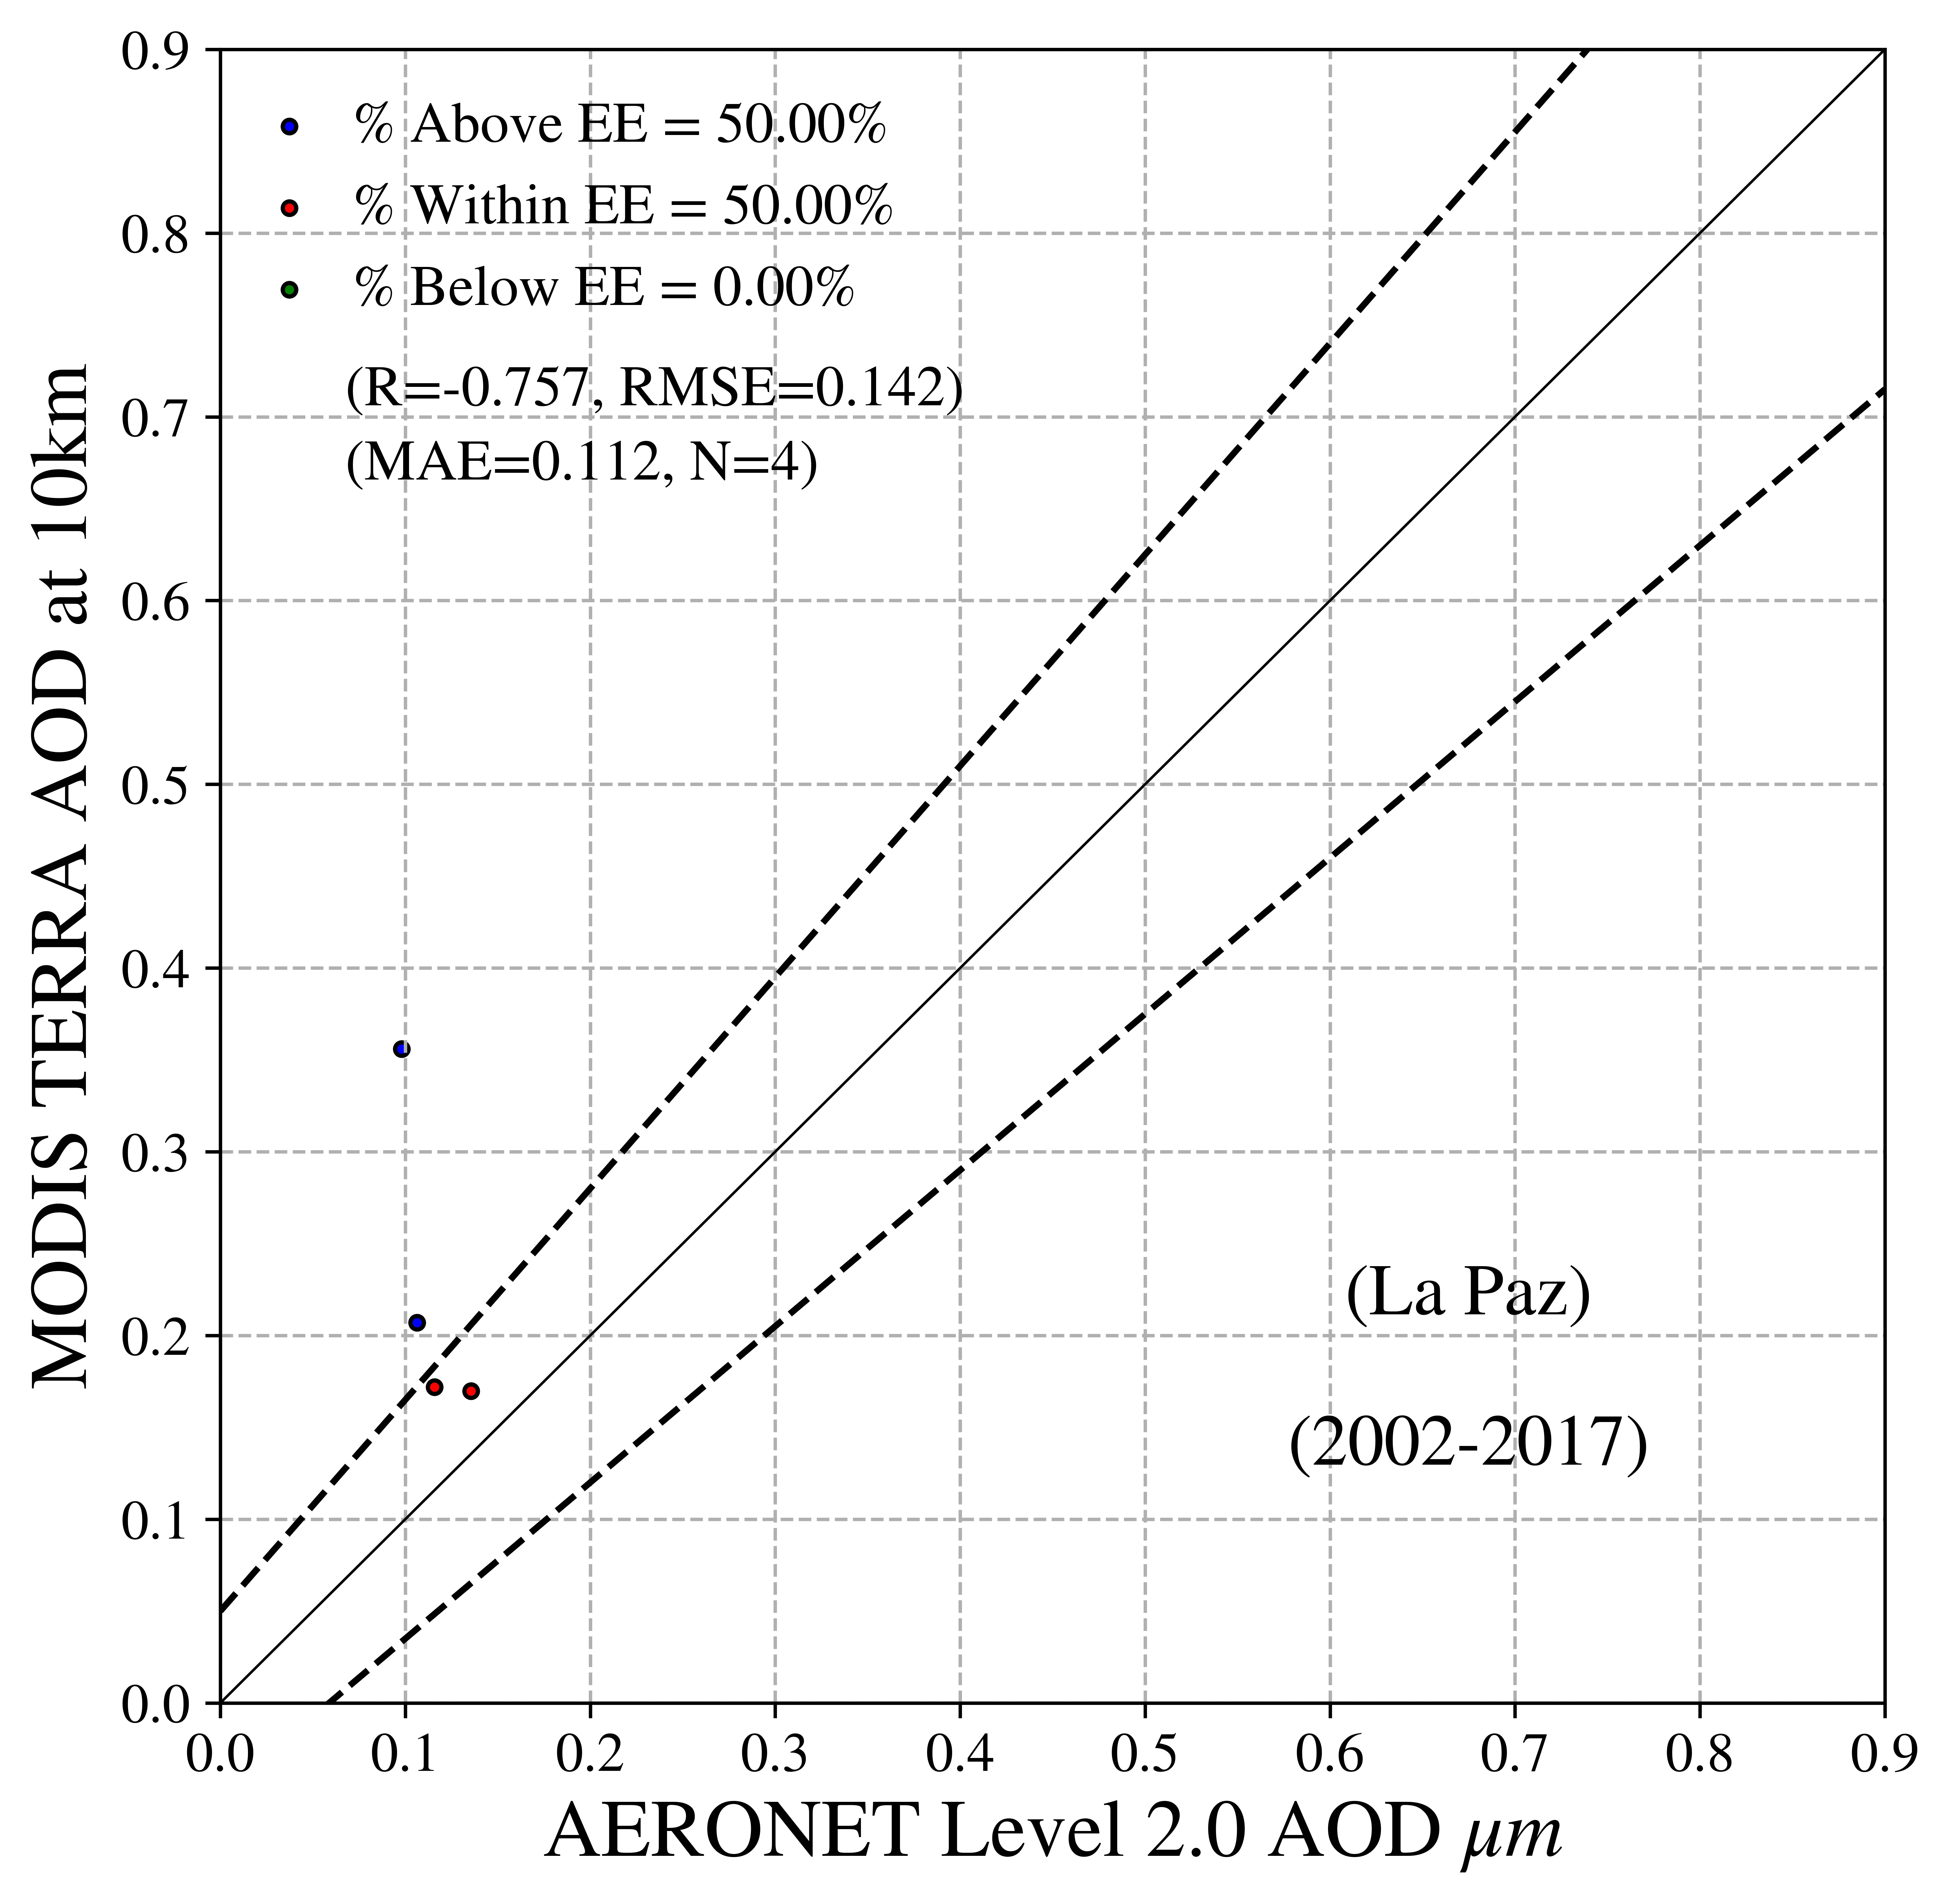 0.9
% Above EE = 50.00%
% Within EE = 50.00%
0.8
% Below EE = 0.00%
(R=-0.757, RMSE=0.142)
0.7
(MAE=0.112, N=4)
MODIS TERRA AOD at 10km
0.6
0.5
0.4
0.3
(La Paz)
0.2
(2002-2017)
0.1
0.0
0.0 0.1 0.2 0.3 0.4 0.5 0.6 0.7 0.8 0.9
AERONET Level 2.0 AOD μm